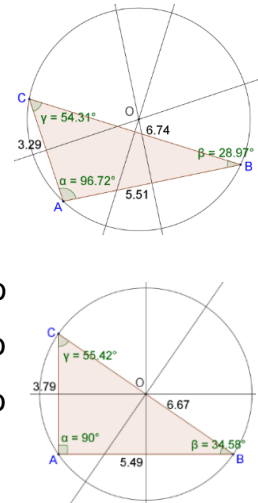 O
C
γ = 54.31°
6.74
3.29
β = 28.97°
B
α = 96.72°
5.51
A
o
C
γ = 55.42°
o
3.79
O
6.67
o
α = 90°
β = 34.58°
A
5.49
B